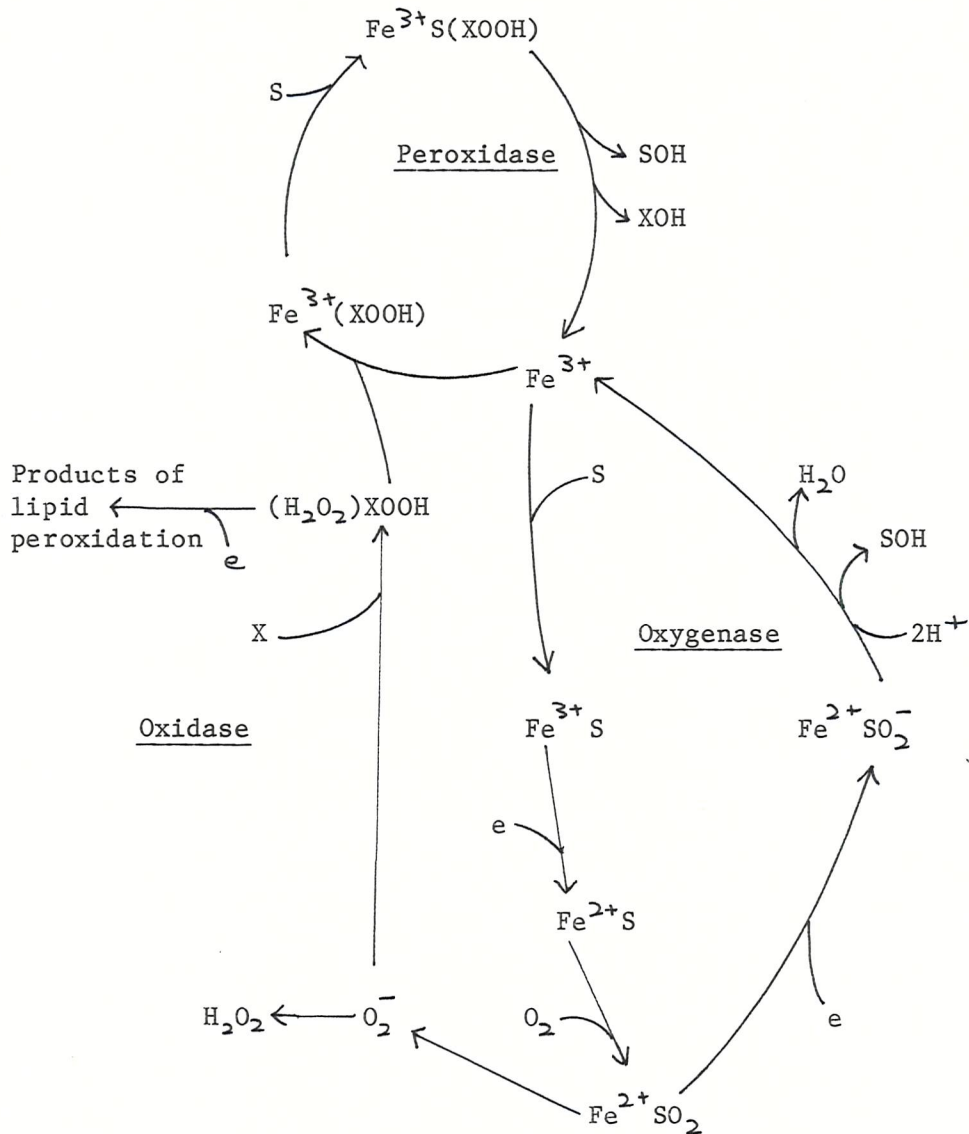 Fe³⁺S(XOOH)
S
Peroxidase
SOH
XOH
Fe³⁺(XOOH)
Fe³⁺
Products of
lipid
peroxidation
e
(H₂O₂)XOOH
S
H₂O
SOH
X
Oxygenase
2H⁺
Oxidase
Fe³⁺S
Fe²⁺SO₂⁻
e
Fe²⁺S
H₂O₂
O₂⁻
O₂
e
Fe²⁺SO₂